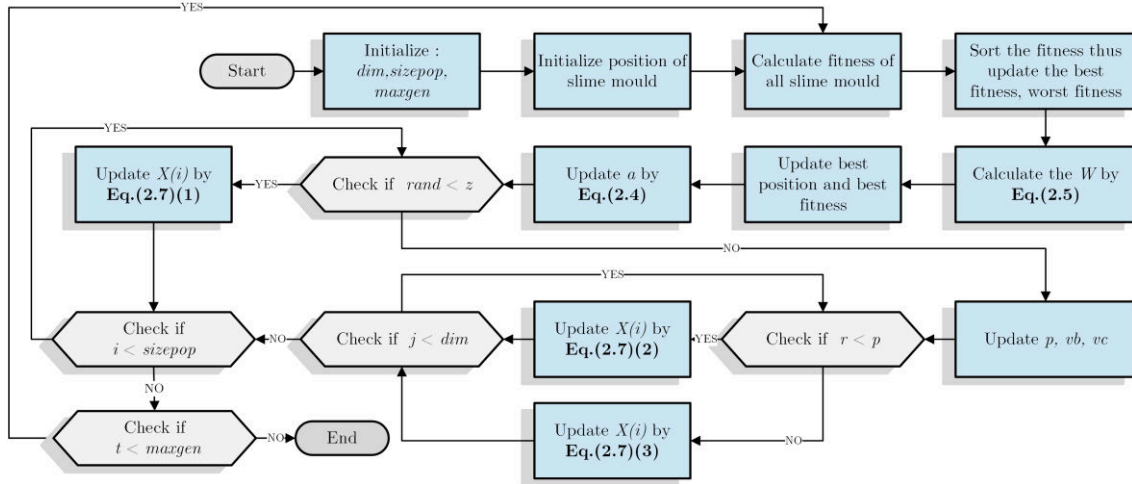 YES
Start
Initialize :
dim,sizepop,
maxgen
Initialize position of
slime mould
Calculate fitness of
all slime mould
Sort the fitness thus
update the best
fitness, worst fitness
YES
Update X(i) by
Eq.(2.7)(1)
YES
Check if rand < z
Update a by
Eq.(2.4)
Update best
position and best
fitness
Calculate the W by
Eq.(2.5)
NO
YES
Check if
i < sizepop
NO
Check if j < dim
Update X(i) by
Eq.(2.7)(2)
YES
Check if r < p
Update p, vb, vc
NO
Check if
t < maxgen
NO
End
Update X(i) by
Eq.(2.7)(3)
NO